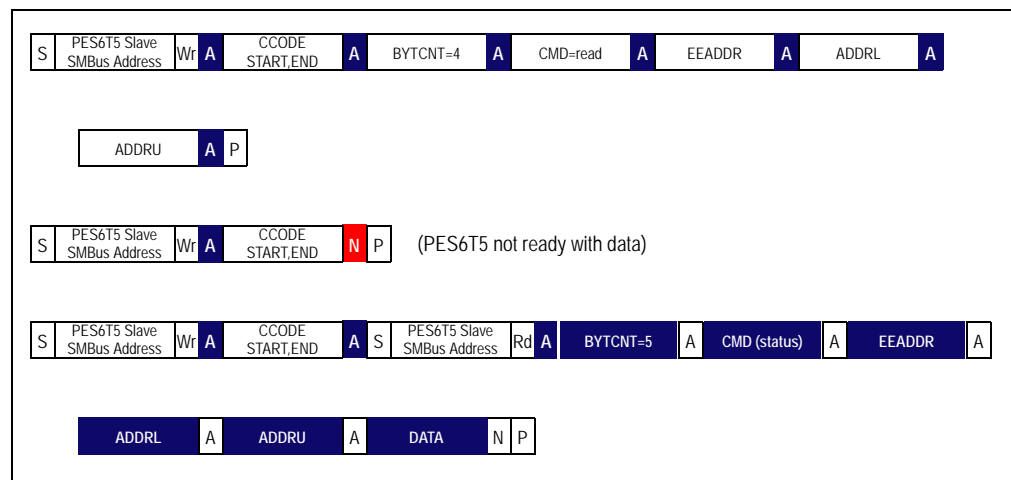 S PES6T5 Slave SMBus Address Wr A CCODE START,END A BYTCNT=4 A CMD=read A EEADDR A ADDRL A
ADDRU A P
S PES6T5 Slave SMBus Address Wr A CCODE START,END N P (PES6T5 not ready with data)
S PES6T5 Slave SMBus Address Wr A CCODE START,END A S PES6T5 Slave SMBus Address Rd A BYTCNT=5 A CMD (status) A EEADDR A
ADDRL A ADDRU A DATA N P